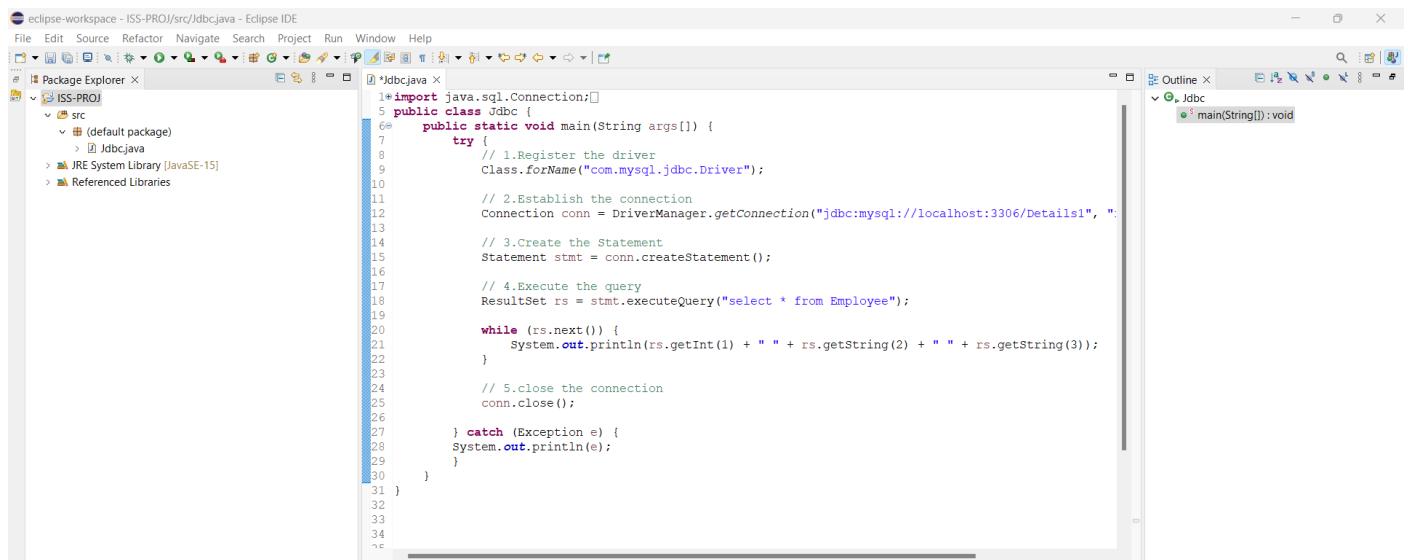 eclipse-workspace - ISS-PROJ/src/Jdbc.java - Eclipse IDE
File Edit Source Refactor Navigate Search Project Run Window Help
Package Explorer
ISS-PROJ
src
(default package)
Jdbc.java
JRE System Library [JavaSE-15]
Referenced Libraries
*Jdbc.java
1 import java.sql.Connection;
5 public class Jdbc {
6 public static void main(String args[]) {
7 try {
8 // 1.Register the driver
9 Class.forName("com.mysql.jdbc.Driver");
10
11 // 2.Establish the connection
12 Connection conn = DriverManager.getConnection("jdbc:mysql://localhost:3306/Details1", "
13
14 // 3.Create the Statement
15 Statement stmt = conn.createStatement();
16
17 // 4.Execute the query
18 ResultSet rs = stmt.executeQuery("select * from Employee");
19
20 while (rs.next()) {
21 System.out.println(rs.getInt(1) + " " + rs.getString(2) + " " + rs.getString(3));
22 }
23
24 // 5.close the connection
25 conn.close();
26
27 } catch (Exception e) {
28 System.out.println(e);
29 }
30 }
31 }
32
33
34
Outline
Jdbc
main(String[]) : void